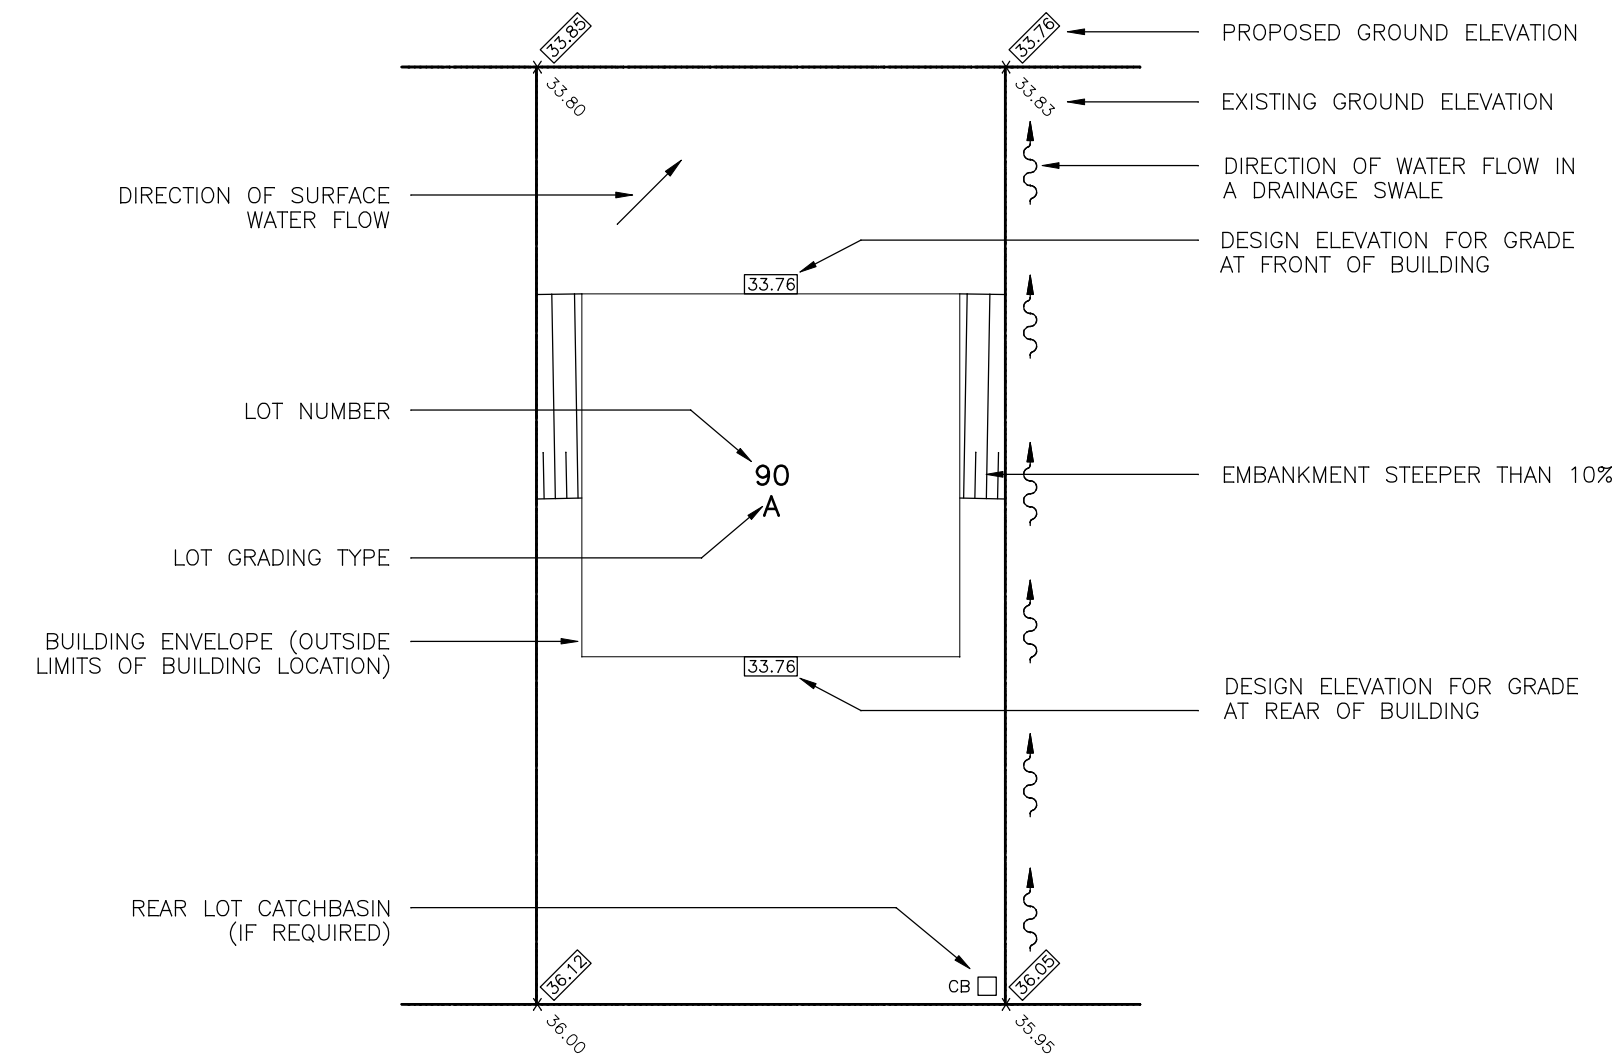 33.85
33.76
PROPOSED GROUND ELEVATION
33.80
33.83
EXISTING GROUND ELEVATION
DIRECTION OF WATER FLOW IN
A DRAINAGE SWALE
DIRECTION OF SURFACE
WATER FLOW
DESIGN ELEVATION FOR GRADE
AT FRONT OF BUILDING
33.76
LOT NUMBER
90
A
EMBANKMENT STEEPER THAN 10%
LOT GRADING TYPE
BUILDING ENVELOPE (OUTSIDE
LIMITS OF BUILDING LOCATION)
33.76
DESIGN ELEVATION FOR GRADE
AT REAR OF BUILDING
REAR LOT CATCHBASIN
(IF REQUIRED)
36.12
CB
36.05
36.00
35.95